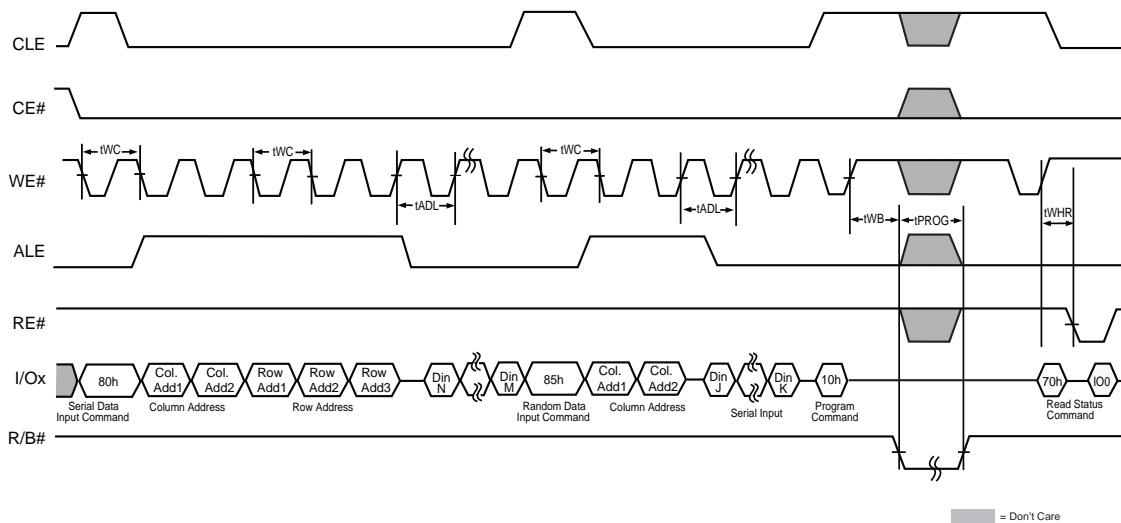 CLE
CE#
tWC
tWC
tWC
WE#
tADL
tADL
tWB
tPROG
tWHR
ALE
RE#
I/Ox
80h
Col. Add1
Col. Add2
Row Add1
Row Add2
Row Add3
Din N
Din M
85h
Col. Add1
Col. Add2
Din J
Din K
10h
70h
IO0
Serial Data Input Command
Column Address
Row Address
Random Data Input Command
Column Address
Serial Input
Program Command
Read Status Command
R/B#
= Don't Care